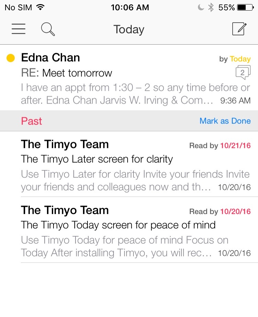 No SIM 10:06 AM 55%
Today
Edna Chan by Today
RE: Meet tomorrow 2
I have an appt from 1:30 – 2 so any time before or
after. Edna Chan Jarvis W. Irving & Com… 9:36 AM
Past Mark as Done
The Timyo Team Read by 10/21/16
The Timyo Later screen for clarity
Use Timyo Later for clarity Invite your friends Invite
your friends and colleagues now and th… 10/20/16
The Timyo Team Read by 10/20/16
The Timyo Today screen for peace of mind
Use Timyo Today for peace of mind Focus on
Today After installing Timyo, you will rec… 10/20/16